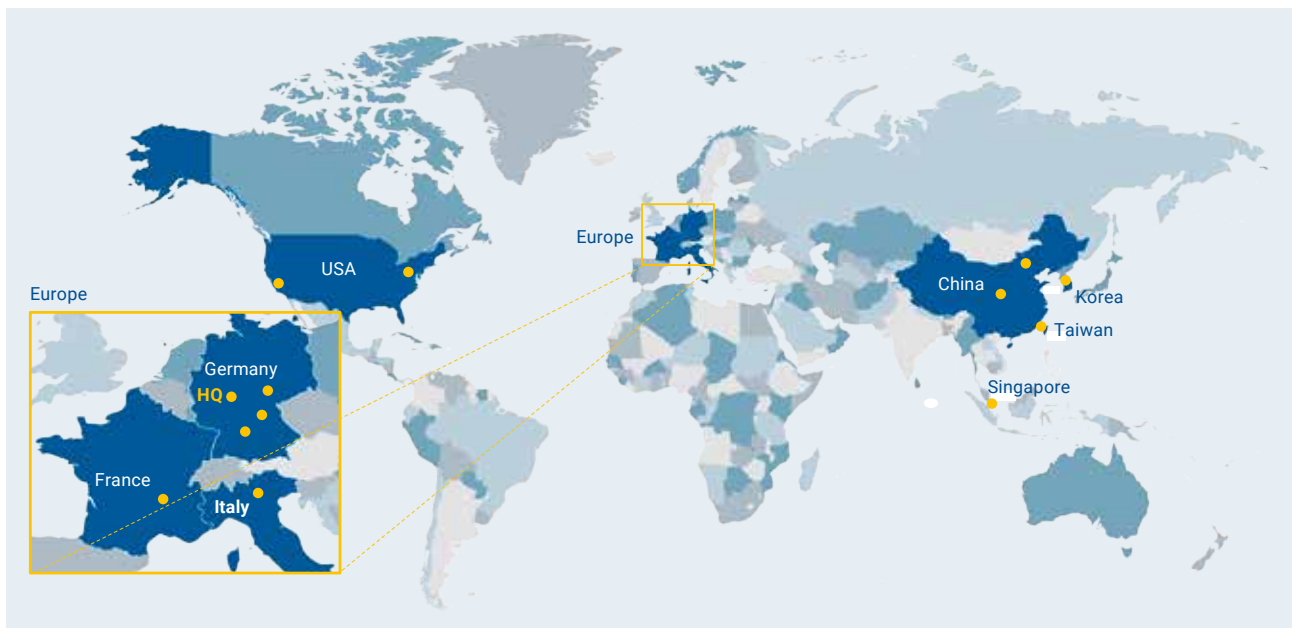 USA
Europe
China
Korea
Taiwan
Singapore
Europe
Germany
HQ
France
Italy